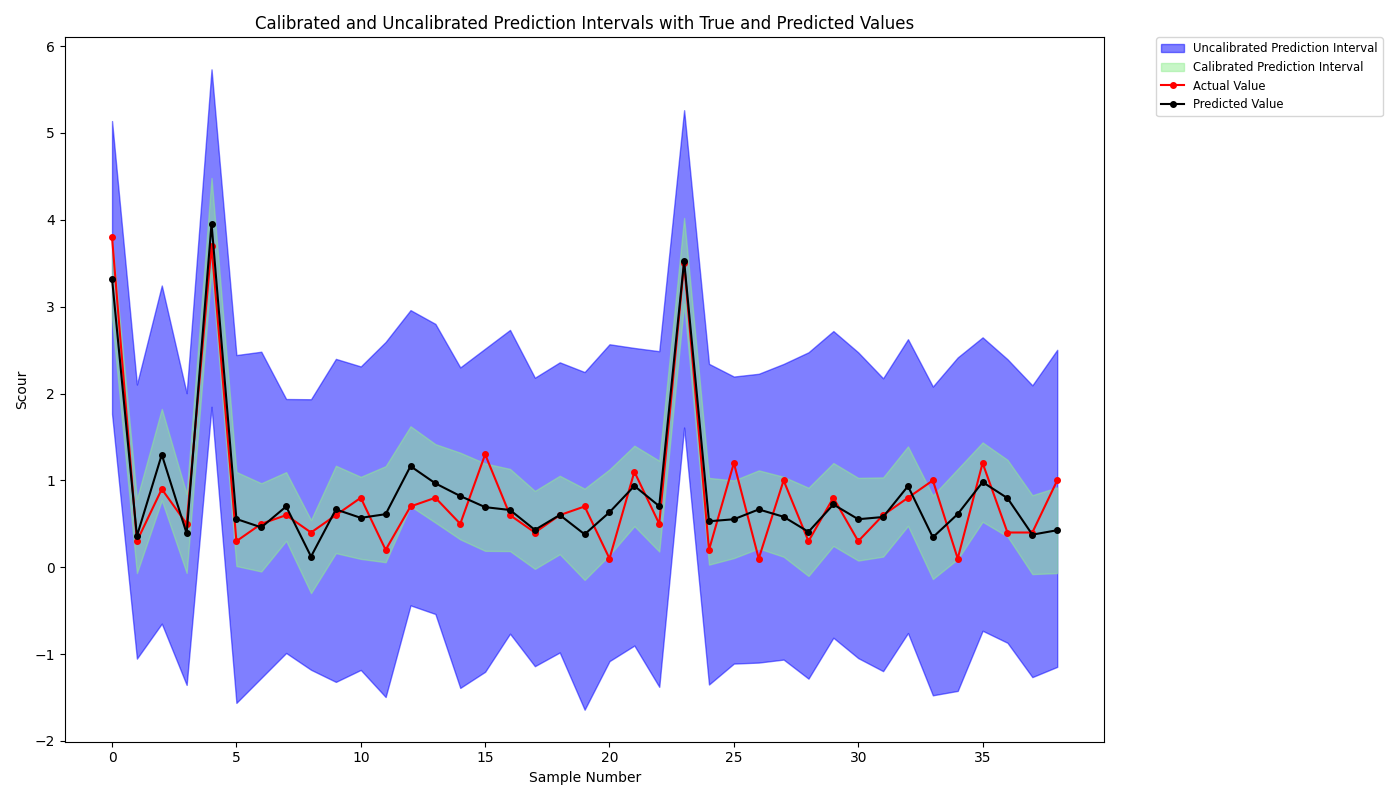 Calibrated and Uncalibrated Prediction Intervals with True and Predicted Values
Uncalibrated Prediction Interval
Calibrated Prediction Interval
Actual Value
Predicted Value
6
5
4
3
2
1
0
−1
−2
Scour
0 5 10 15 20 25 30 35
Sample Number